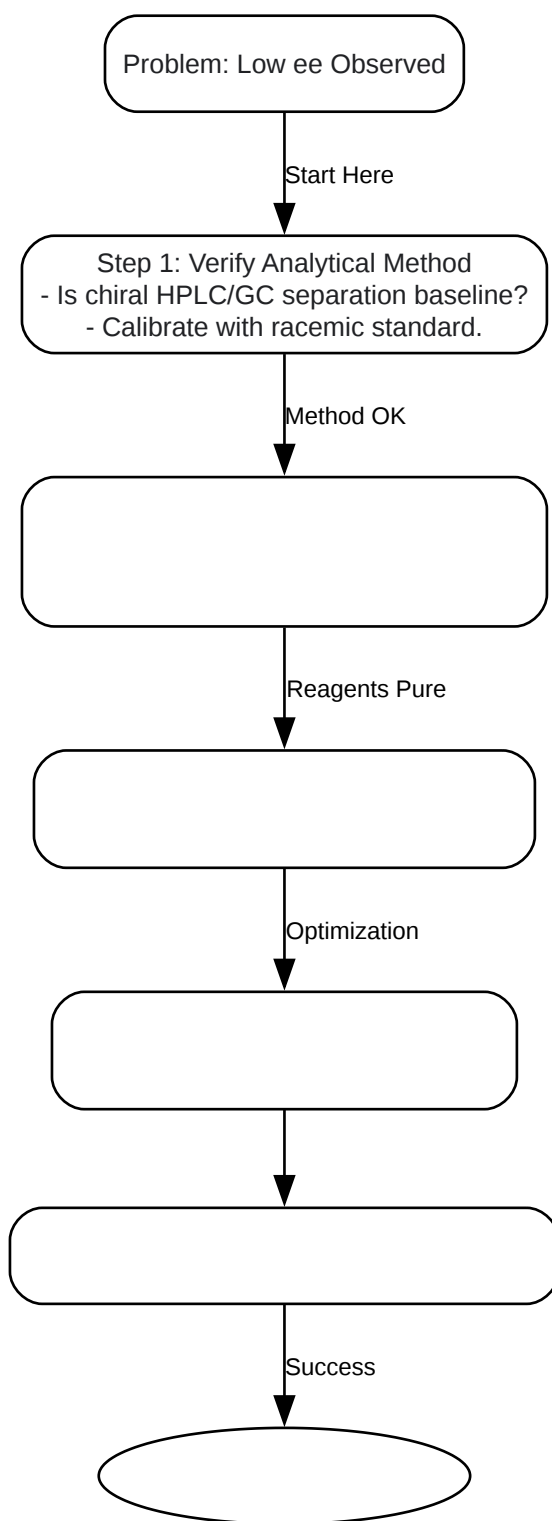 Problem: Low ee Observed
Start Here
Step 1: Verify Analytical Method
- Is chiral HPLC/GC separation baseline?
- Calibrate with racemic standard.
Method OK
Reagents Pure
Optimization
Success